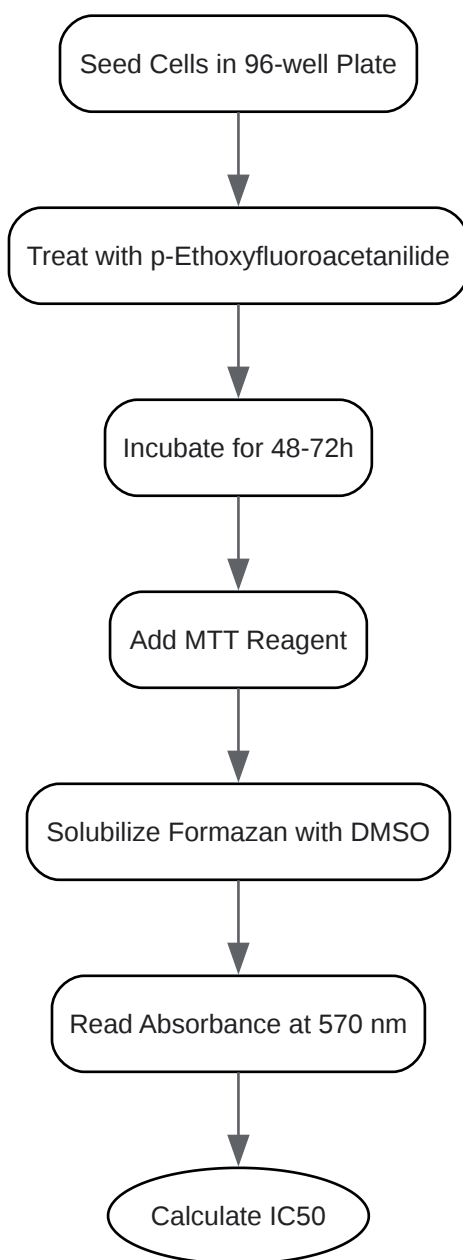 Seed Cells in 96-well Plate
Treat with p-Ethoxyfluoroacetanilide
Incubate for 48-72h
Add MTT Reagent
Solubilize Formazan with DMSO
Read Absorbance at 570 nm
Calculate IC50